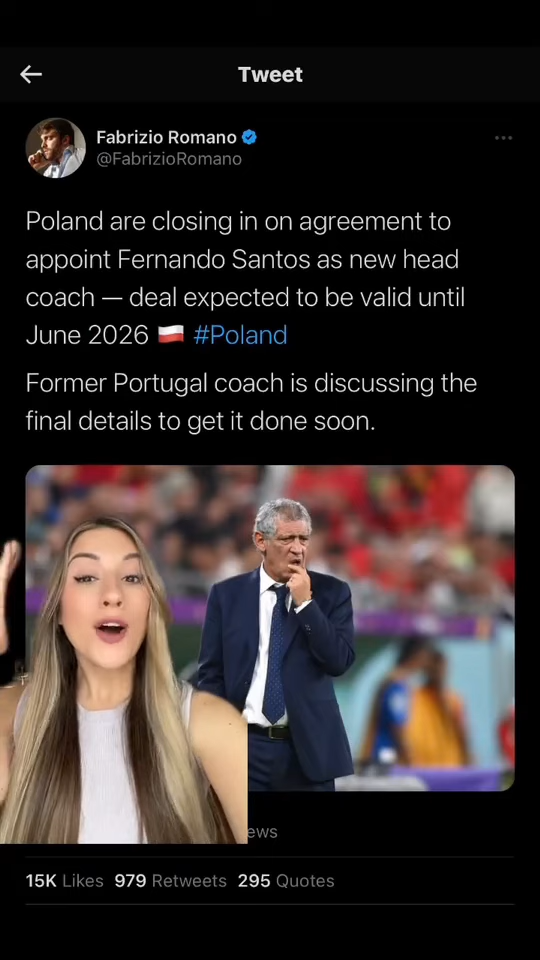 Tweet
Fabrizio Romano
@FabrizioRomano
Poland are closing in on agreement to
appoint Fernando Santos as new head
coach — deal expected to be valid until
June 2026 🇵🇱 #Poland
Former Portugal coach is discussing the
final details to get it done soon.
15K Likes 979 Retweets 295 Quotes